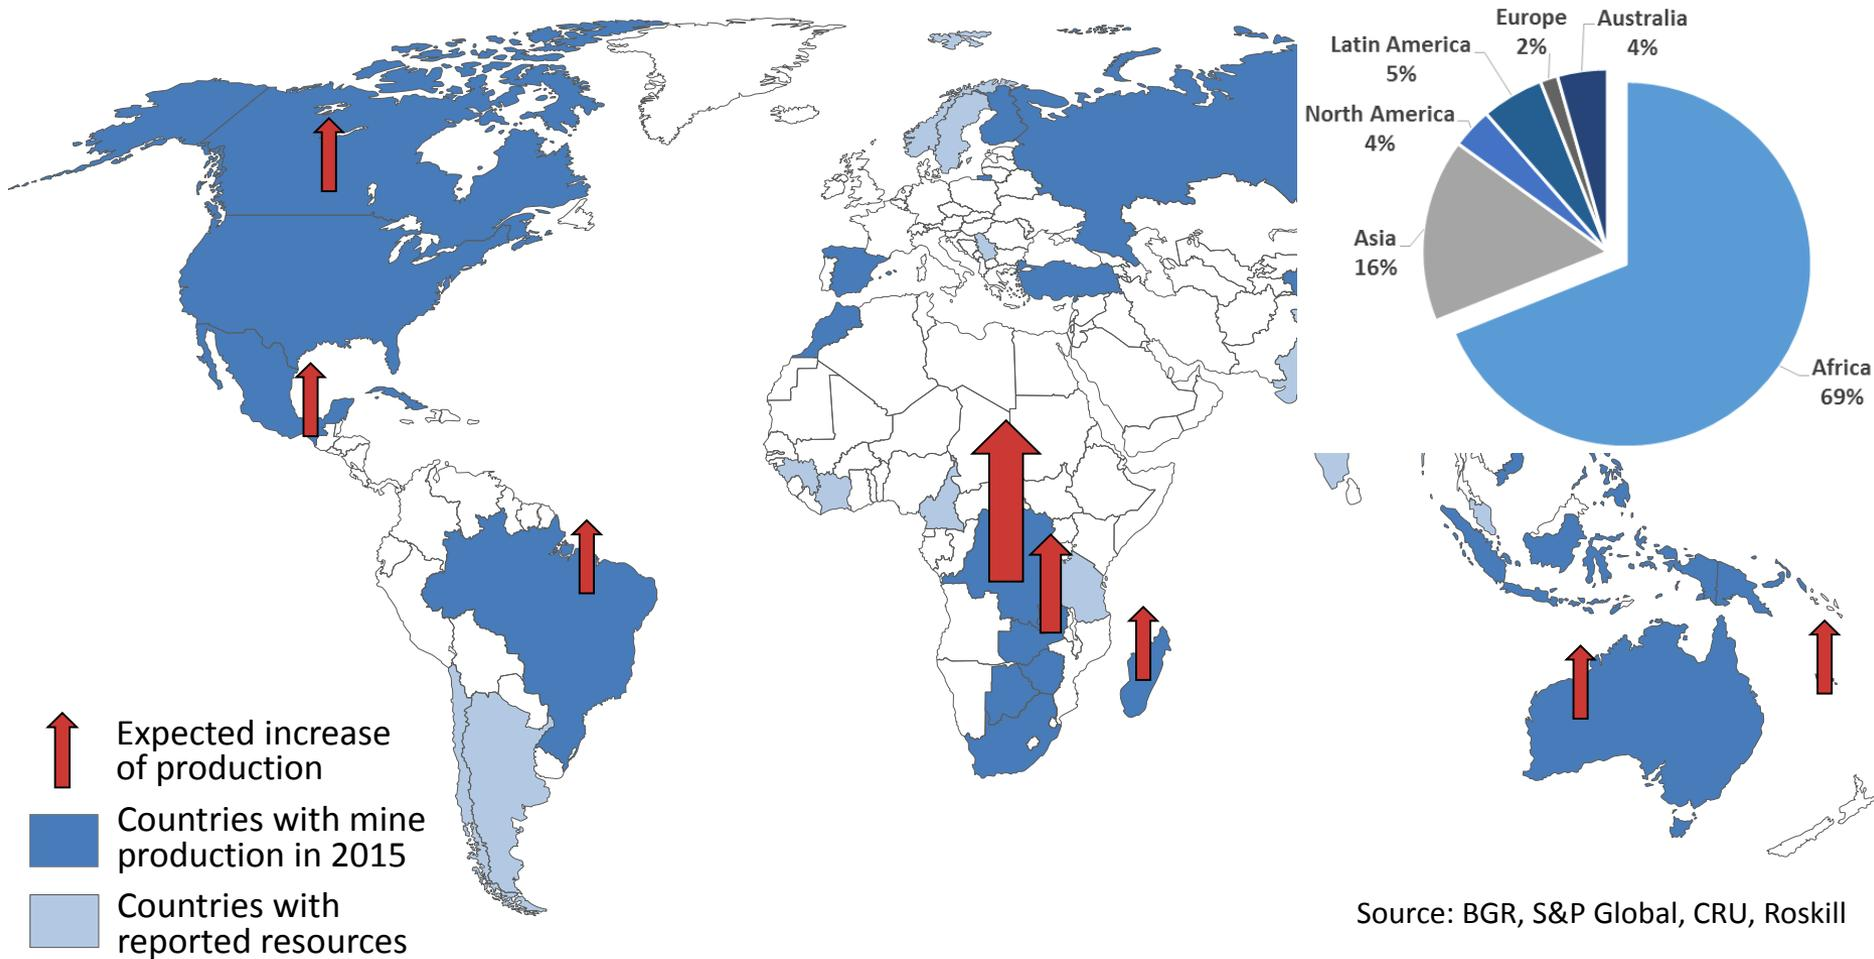 Europe
2%
Australia
4%
Latin America
5%
North America
4%
Asia
16%
Africa
69%
Expected increase
of production
Countries with mine
production in 2015
Countries with
reported resources
Source: BGR, S&P Global, CRU, Roskill